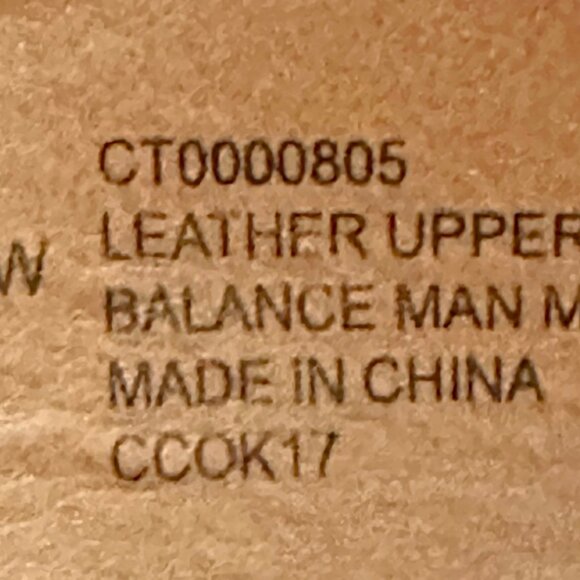 CT0000805
LEATHER UPPER
W BALANCE MAN M
MADE IN CHINA
CCOK17